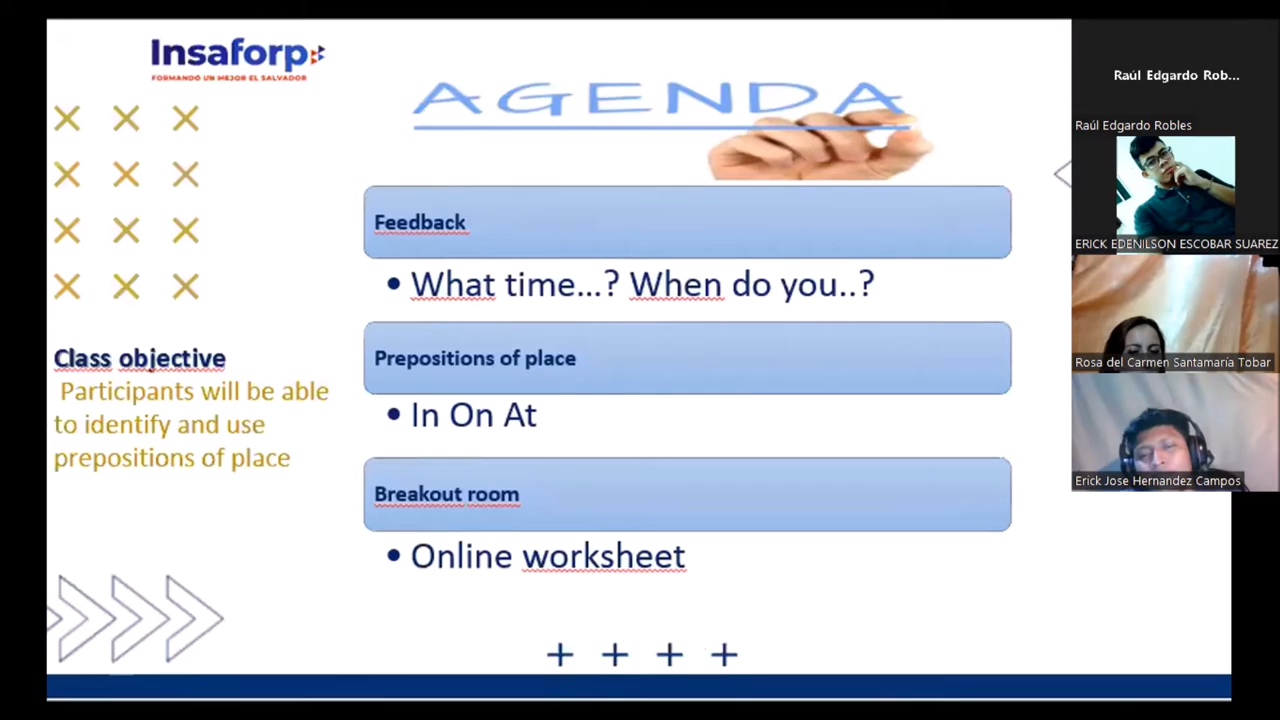 Insaforp
FORMANDO UN MEJOR EL SALVADOR
AGENDA
Feedback
• What time...? When do you..?
Prepositions of place
• In On At
Breakout room
• Online worksheet
Class objective
Participants will be able
to identify and use
prepositions of place
Raúl Edgardo Rob...
Raúl Edgardo Robles
ERICK EDENILSON ESCOBAR SUAREZ
Rosa del Carmen Santamaría Tobar
Erick Jose Hernandez Campos